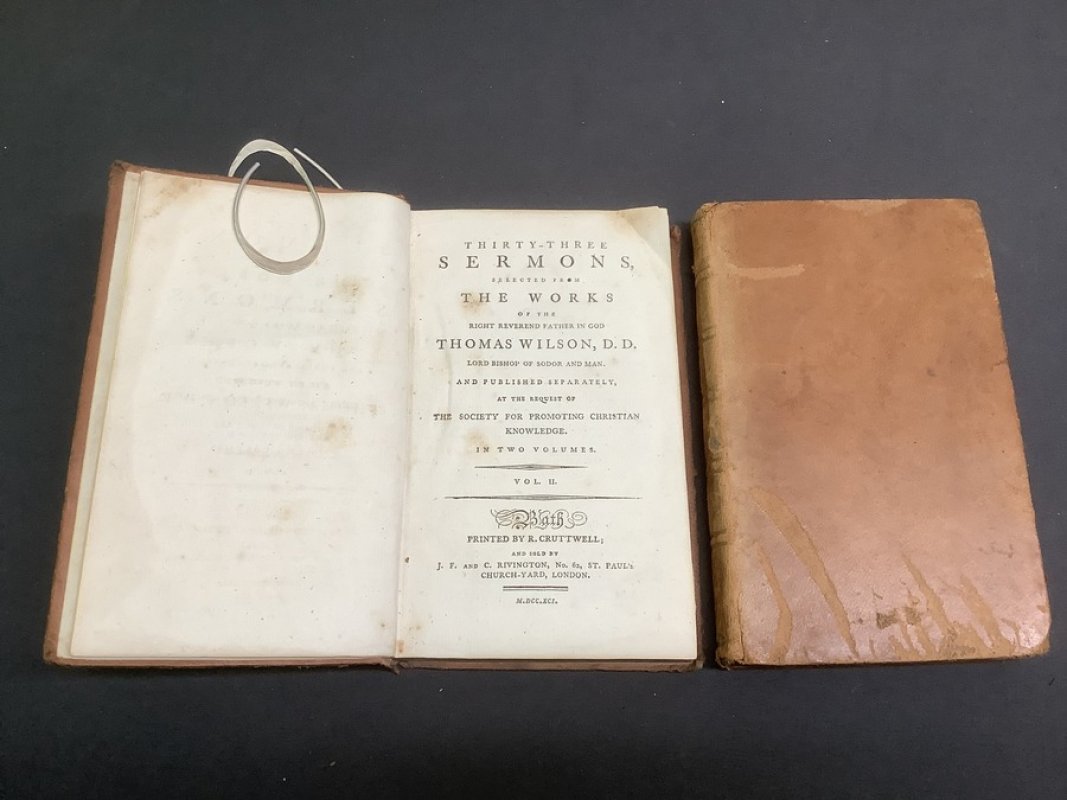 THIRTY-THREE
SERMONS,
SELECTED FROM
THE WORKS
OF THE
RIGHT REVEREND FATHER IN GOD
THOMAS WILSON, D.D.
LORD BISHOP OF SODOR AND MAN.
AND PUBLISHED SEPARATELY,
AT THE REQUEST OF
THE SOCIETY FOR PROMOTING CHRISTIAN
KNOWLEDGE.
IN TWO VOLUMES.
VOL. II.
Bath
PRINTED BY R. CRUTTWELL;
AND SOLD BY
J. F. AND C. RIVINGTON, No. 62, ST. PAUL's
CHURCH-YARD, LONDON.
M.DCC.XCI.